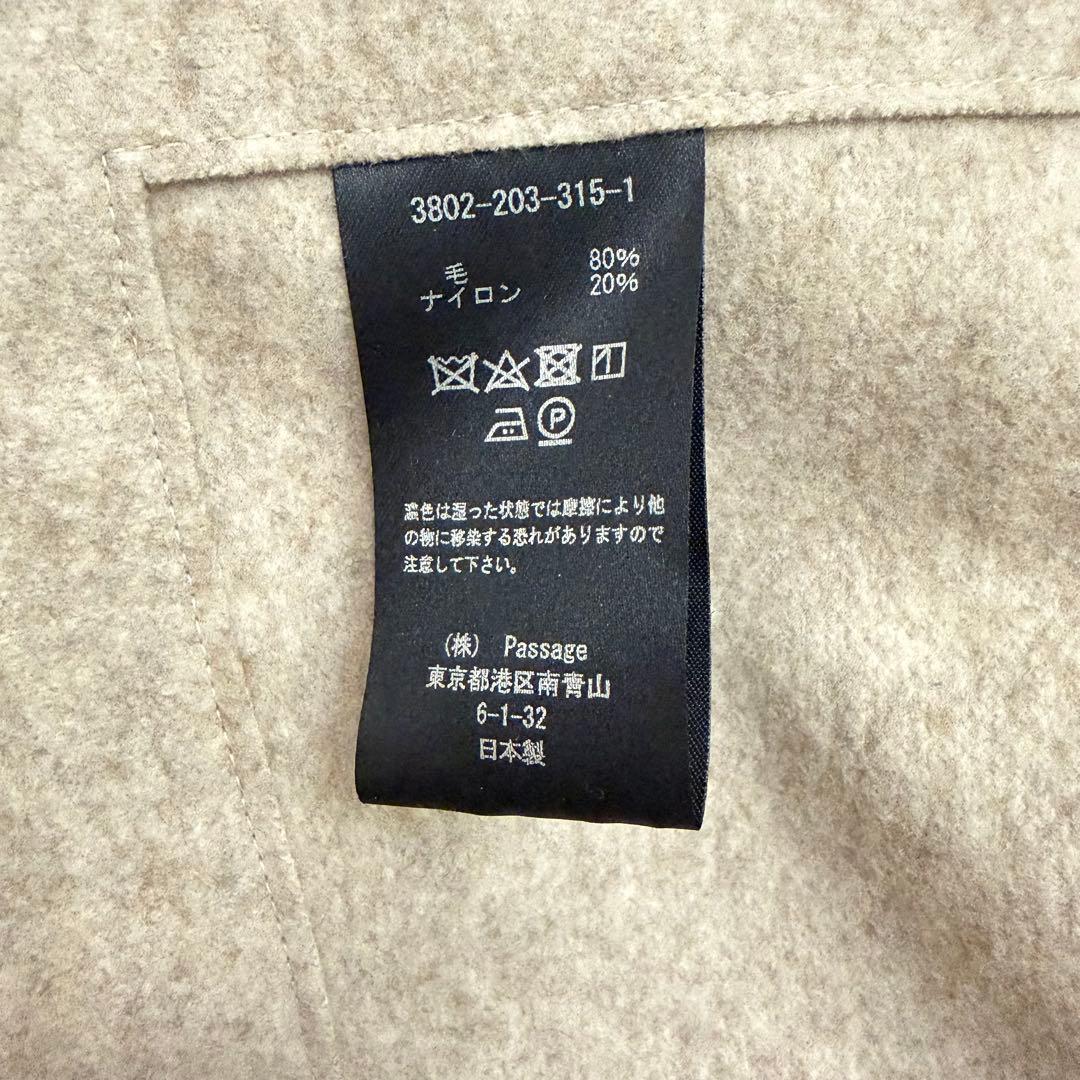 3802-203-315-1
毛 80%
ナイロン 20%
P
濃色は湿った状態では摩擦により他
の物に移染する恐れがありますので
注意して下さい。
(株) Passage
東京都港区南青山
6-1-32
日本製